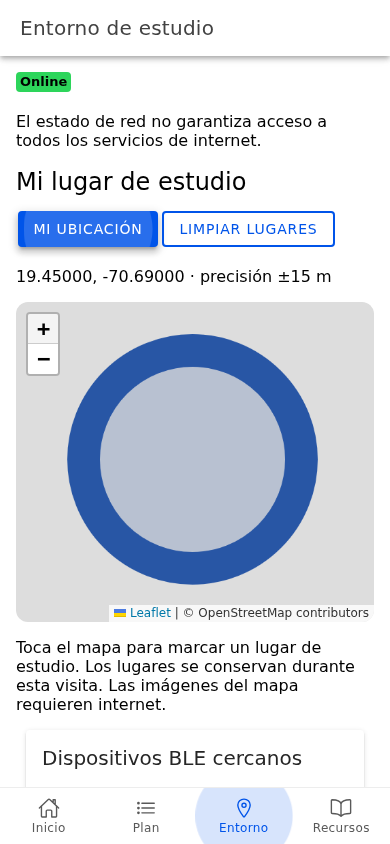 Entorno de estudio
Online
El estado de red no garantiza acceso a
todos los servicios de internet.
Mi lugar de estudio
MI UBICACIÓN
LIMPIAR LUGARES
19.45000, -70.69000 · precisión ±15 m
+
−
Leaflet | © OpenStreetMap contributors
Toca el mapa para marcar un lugar de
estudio. Los lugares se conservan durante
esta visita. Las imágenes del mapa
requieren internet.
Dispositivos BLE cercanos
Inicio
Plan
Entorno
Recursos